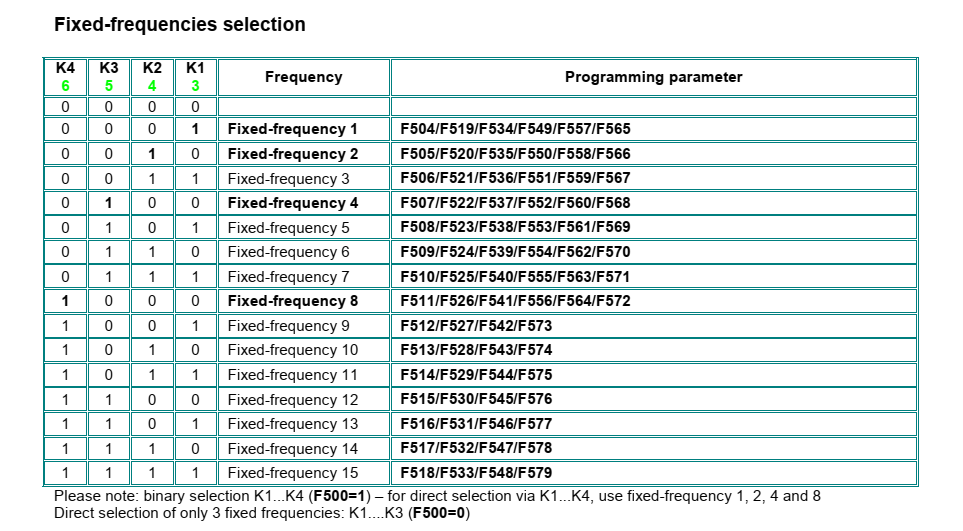 Fixed-frequencies selection
K4 K3 K2 K1 Frequency Programming parameter
6 5 4 3
0 0 0 0
0 0 0 1 Fixed-frequency 1 F504/F519/F534/F549/F557/F565
0 0 1 0 Fixed-frequency 2 F505/F520/F535/F550/F558/F566
0 0 1 1 Fixed-frequency 3 F506/F521/F536/F551/F559/F567
0 1 0 0 Fixed-frequency 4 F507/F522/F537/F552/F560/F568
0 1 0 1 Fixed-frequency 5 F508/F523/F538/F553/F561/F569
0 1 1 0 Fixed-frequency 6 F509/F524/F539/F554/F562/F570
0 1 1 1 Fixed-frequency 7 F510/F525/F540/F555/F563/F571
1 0 0 0 Fixed-frequency 8 F511/F526/F541/F556/F564/F572
1 0 0 1 Fixed-frequency 9 F512/F527/F542/F573
1 0 1 0 Fixed-frequency 10 F513/F528/F543/F574
1 0 1 1 Fixed-frequency 11 F514/F529/F544/F575
1 1 0 0 Fixed-frequency 12 F515/F530/F545/F576
1 1 0 1 Fixed-frequency 13 F516/F531/F546/F577
1 1 1 0 Fixed-frequency 14 F517/F532/F547/F578
1 1 1 1 Fixed-frequency 15 F518/F533/F548/F579
Please note: binary selection K1...K4 (F500=1) – for direct selection via K1...K4, use fixed-frequency 1, 2, 4 and 8
Direct selection of only 3 fixed frequencies: K1....K3 (F500=0)